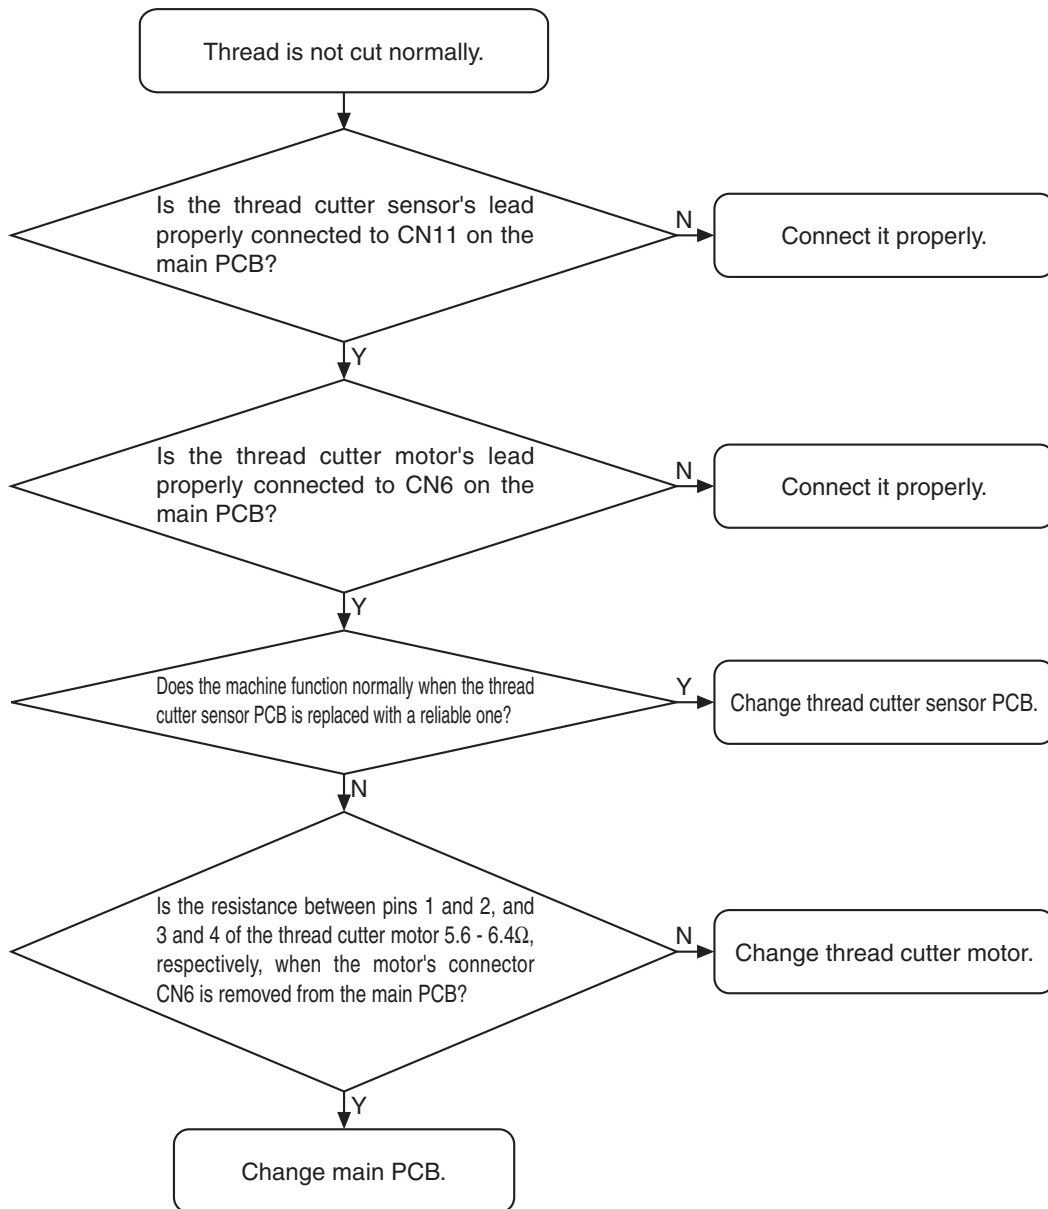 Thread is not cut normally.
Is the thread cutter sensor's lead
properly connected to CN11 on the
main PCB?
N
Connect it properly.
Y
Is the thread cutter motor's lead
properly connected to CN6 on the
main PCB?
N
Connect it properly.
Y
Does the machine function normally when the thread
cutter sensor PCB is replaced with a reliable one?
Y
Change thread cutter sensor PCB.
N
Is the resistance between pins 1 and 2, and
3 and 4 of the thread cutter motor 5.6 - 6.4Ω,
respectively, when the motor's connector
CN6 is removed from the main PCB?
N
Change thread cutter motor.
Y
Change main PCB.